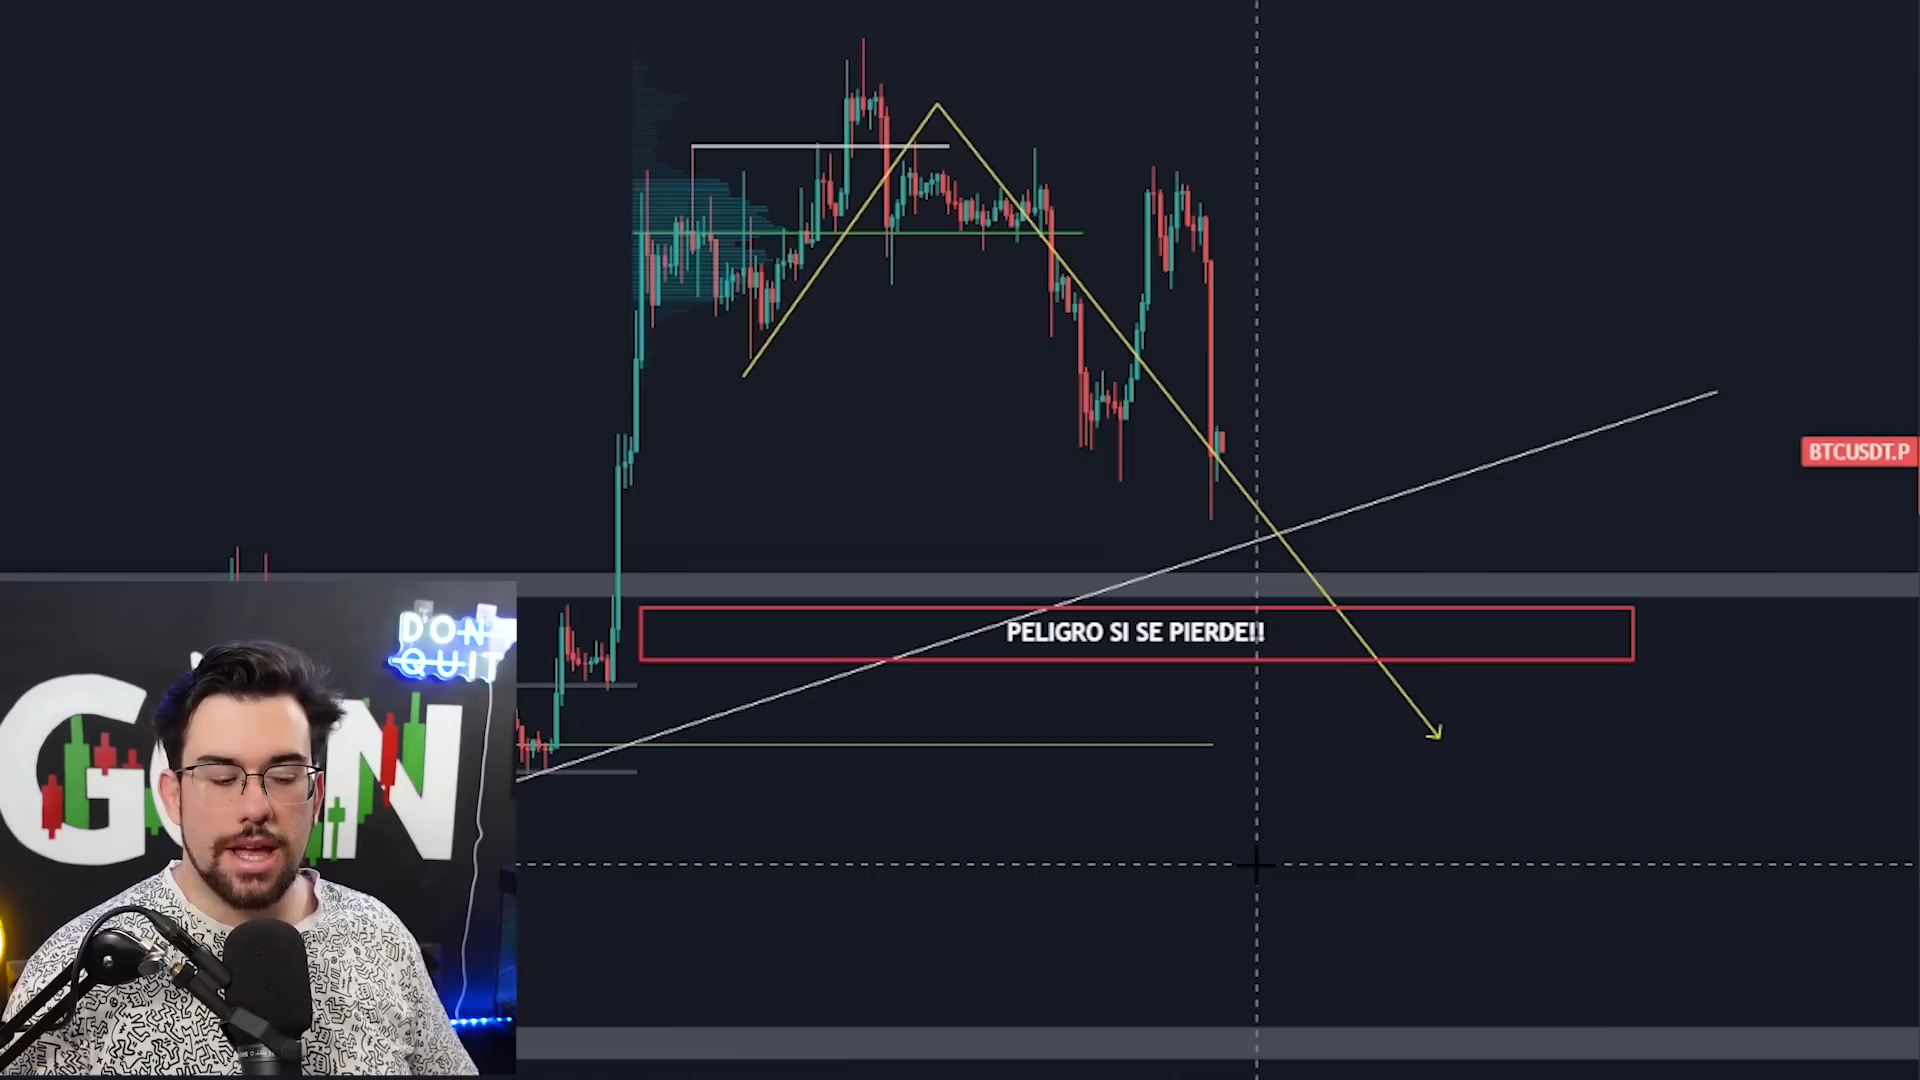 BTCUSDT.P
PELIGRO SI SE PIERDE!!
DON'T
QUIT